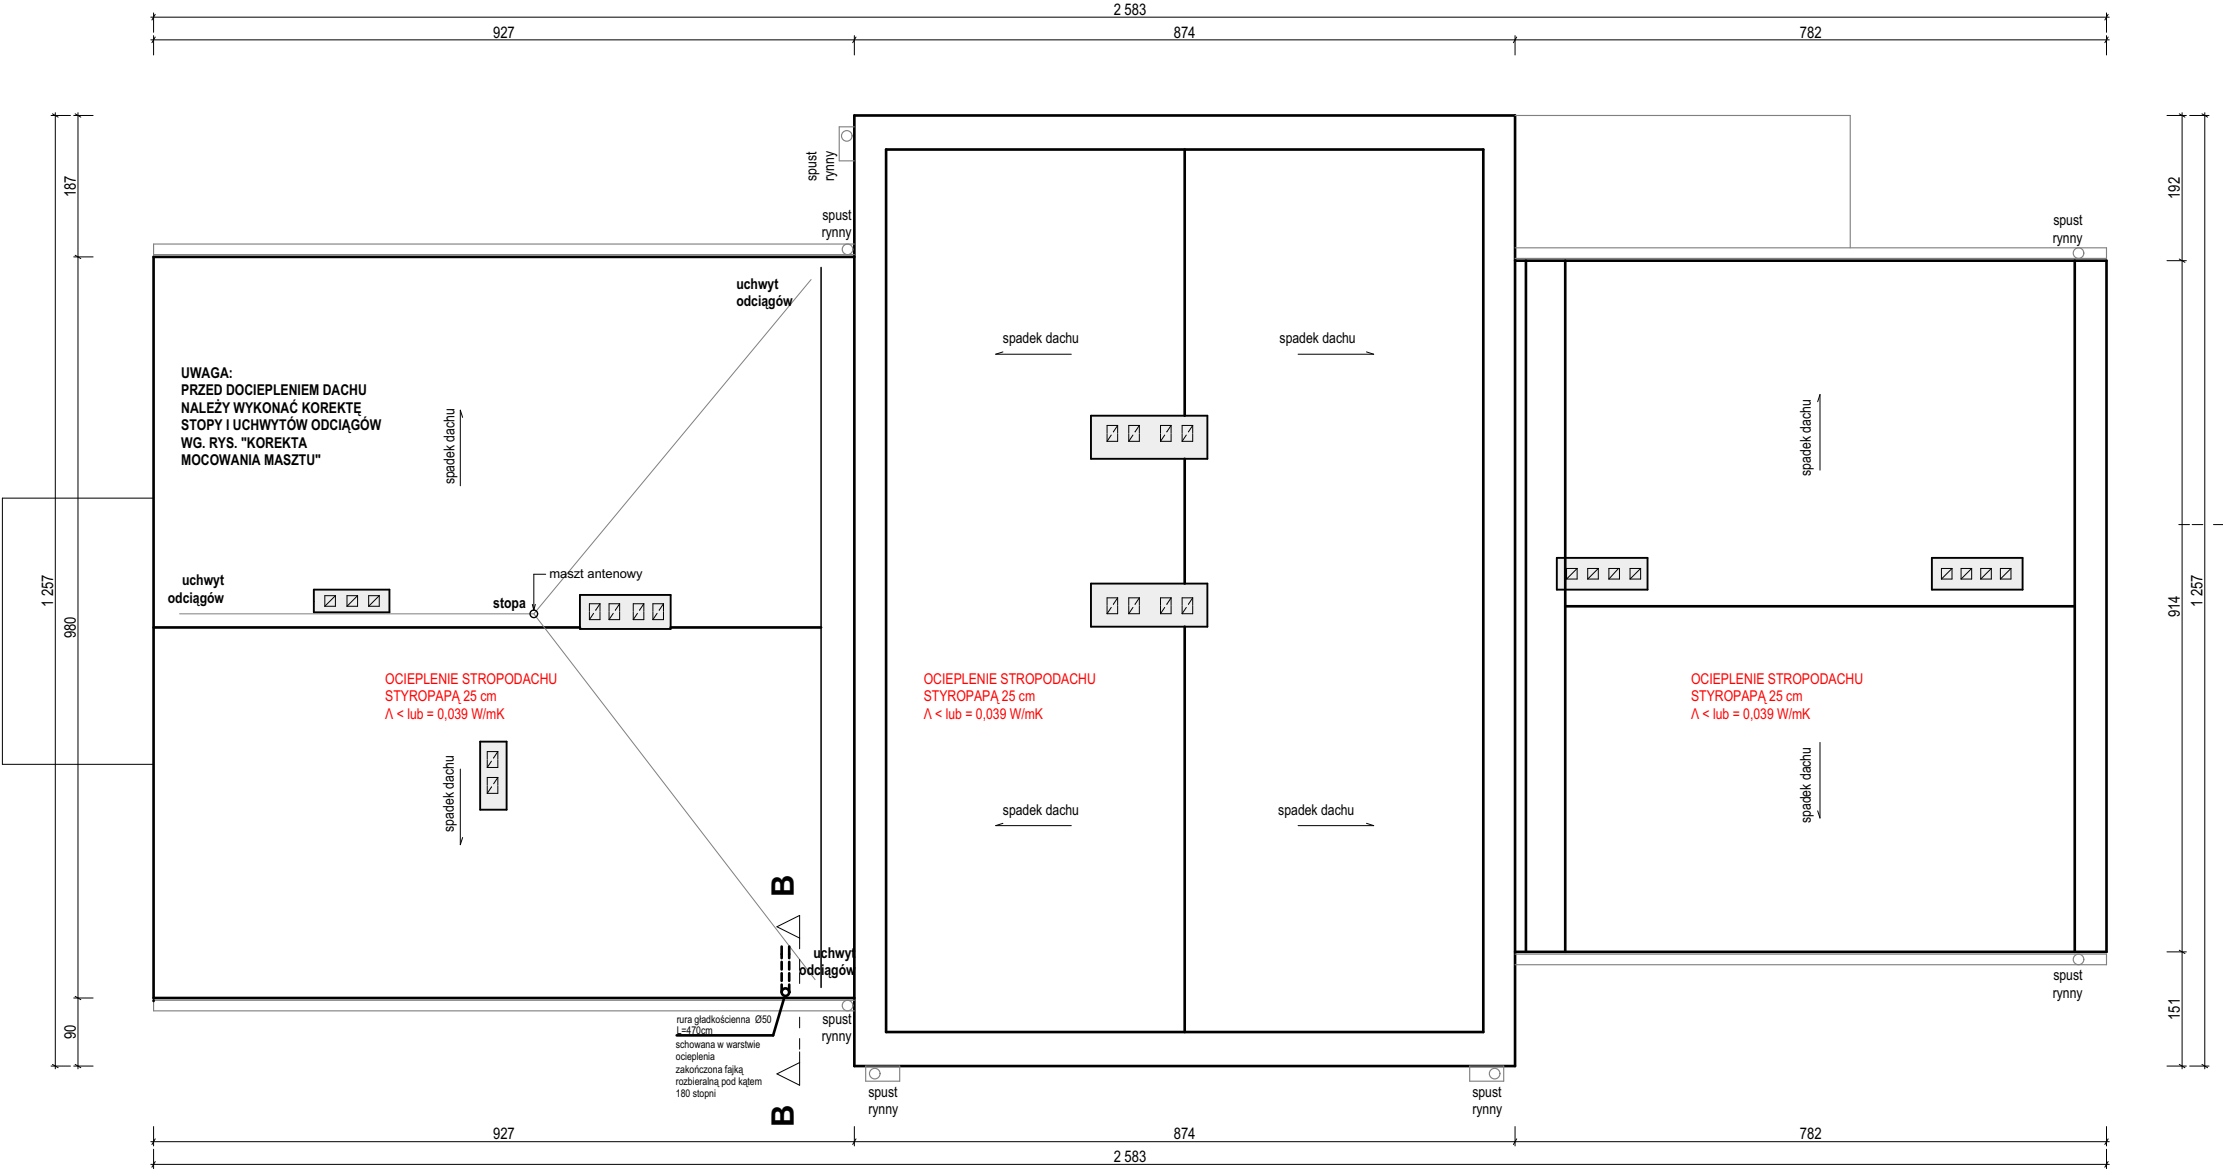 2 583
927
874
782
187
1 257
980
90
192
914
1 257
151
spust
rynny
spust
rynny
spust
rynny
uchwyt
odciągów
UWAGA:
PRZED DOCIEPLENIEM DACHU
NALEŻY WYKONAĆ KOREKTĘ
STOPY I UCHWYTÓW ODCIĄGÓW
WG. RYS. "KOREKTA
MOCOWANIA MASZTU"
spadek dachu
spadek dachu
spadek dachu
spadek dachu
maszt antenowy
uchwyt
odciągów
stopa
OCIEPLENIE STROPODACHU
STYROPAPĄ 25 cm
Λ < lub = 0,039 W/mK
OCIEPLENIE STROPODACHU
STYROPAPĄ 25 cm
Λ < lub = 0,039 W/mK
OCIEPLENIE STROPODACHU
STYROPAPĄ 25 cm
Λ < lub = 0,039 W/mK
spadek dachu
spadek dachu
spadek dachu
spadek dachu
B
uchwyt
odciągów
spust
rynny
rura gładkościenna Ø50
L=470cm
schowana w warstwie
ocieplenia
zakończona fajką
rozbieralną pod kątem
180 stopni
spust
rynny
B
spust
rynny
spust
rynny
927
874
782
2 583